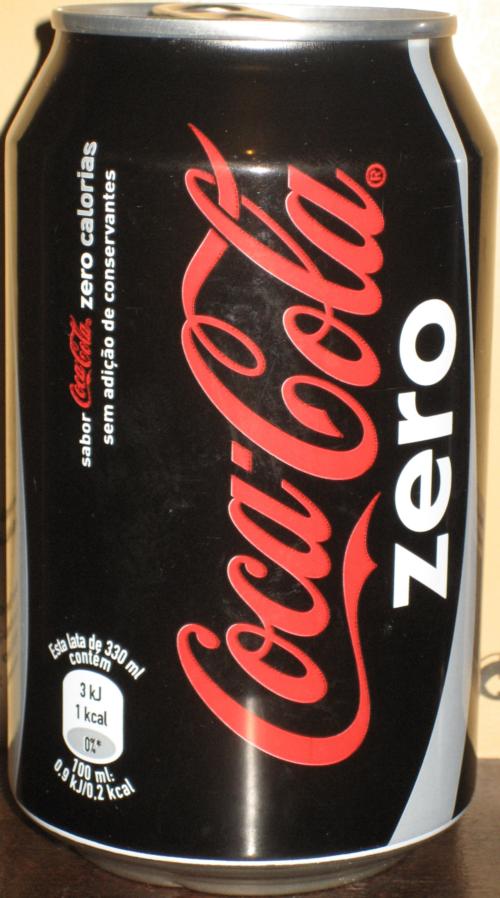 sabor Coca-Cola® zero calorias
sem adição de conservantes
Coca-Cola®
zero
Esta lata de 330 ml
contém
3 kJ
1 kcal
0%*
100 ml:
0,9 kJ/0,2 kcal